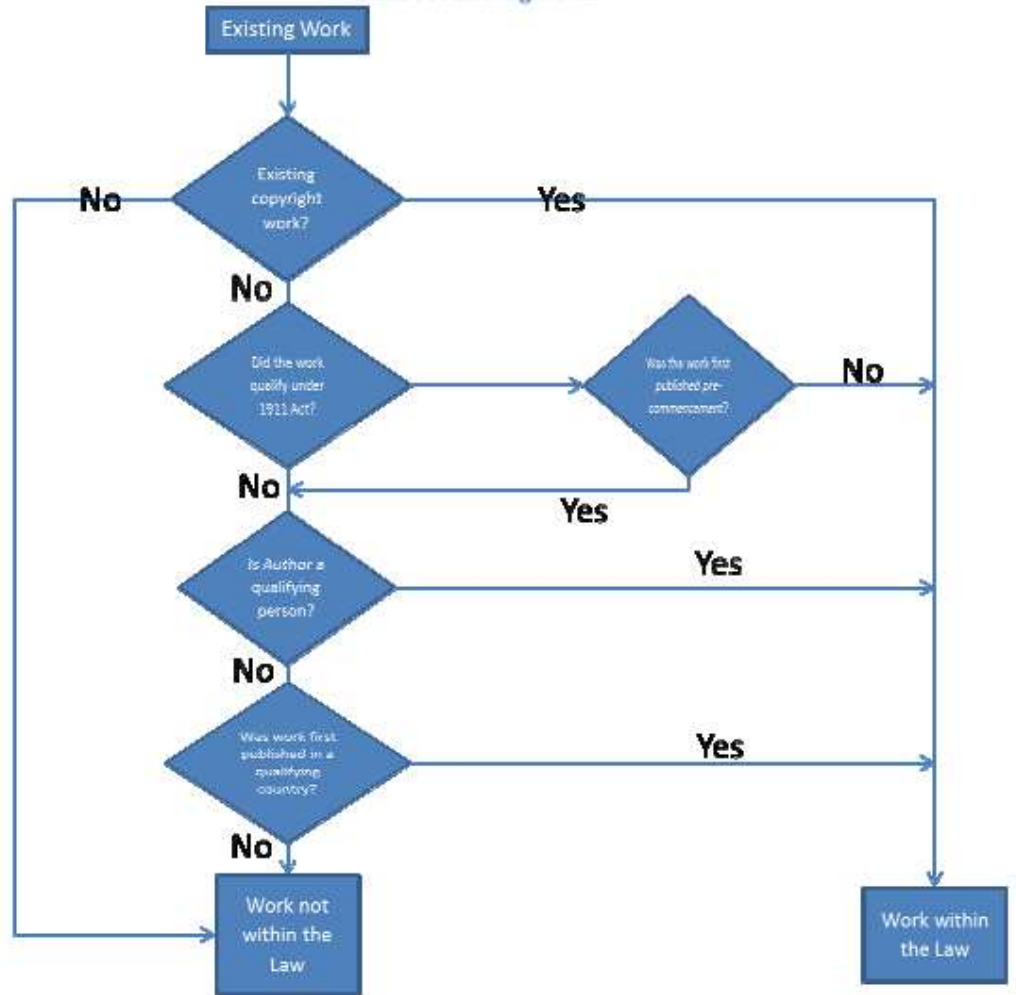 Existing Work
Existing
copyright
work?
No
Yes
No
Did the work
qualify under
1911 Act?
Was the work first
published pre-
commencement?
No
No
Yes
Is Author a
qualifying
person?
Yes
No
Was work first
published in a
qualifying
country?
Yes
No
Work not
within the
Law
Work within
the Law